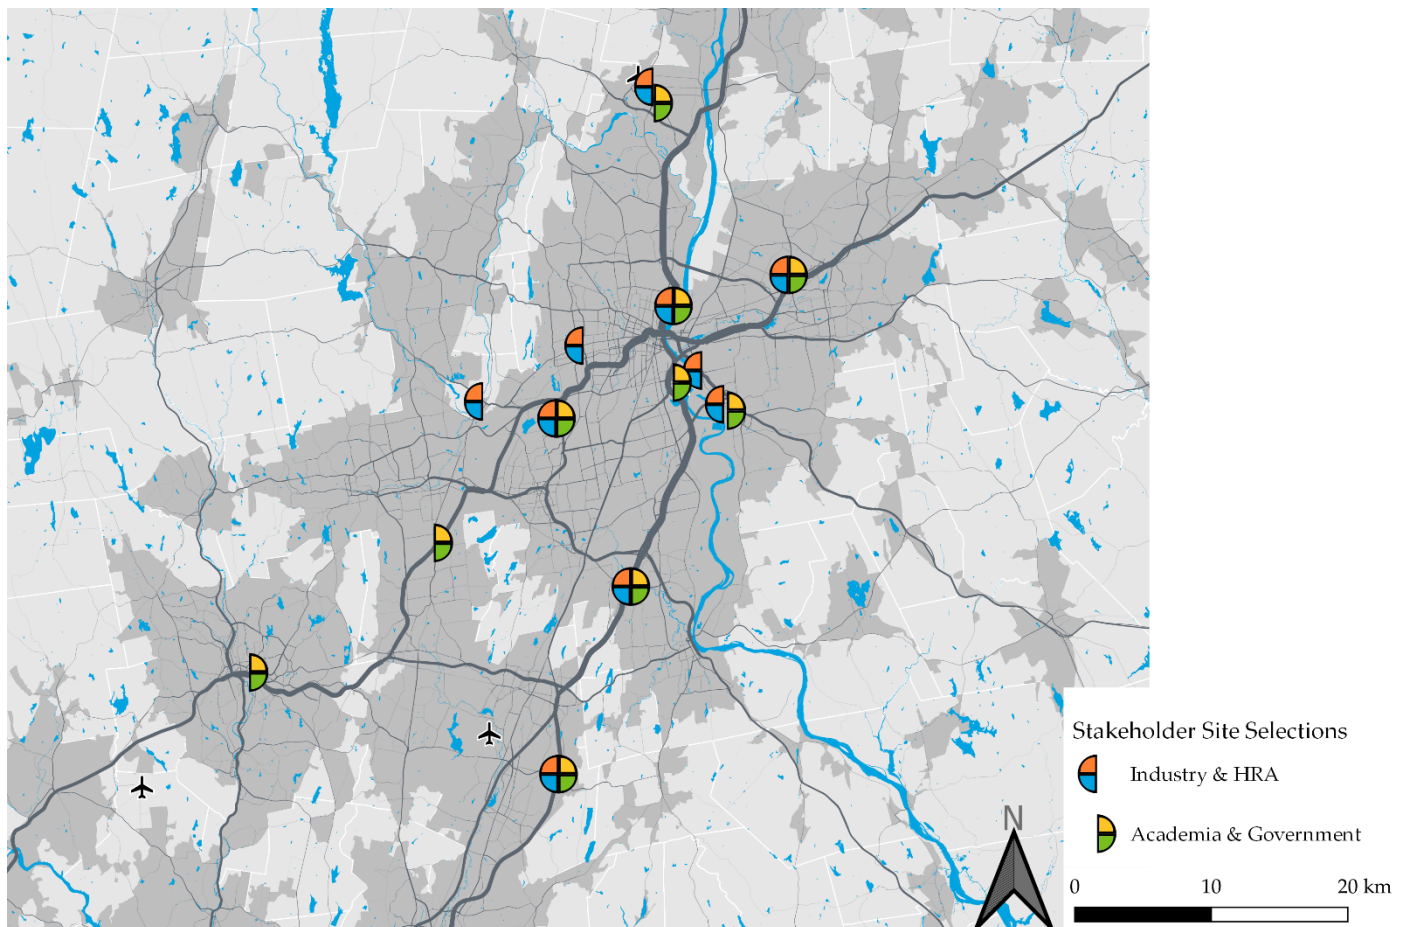 Stakeholder Site Selections
Industry & HRA
Academia & Government
N
0 10 20 km